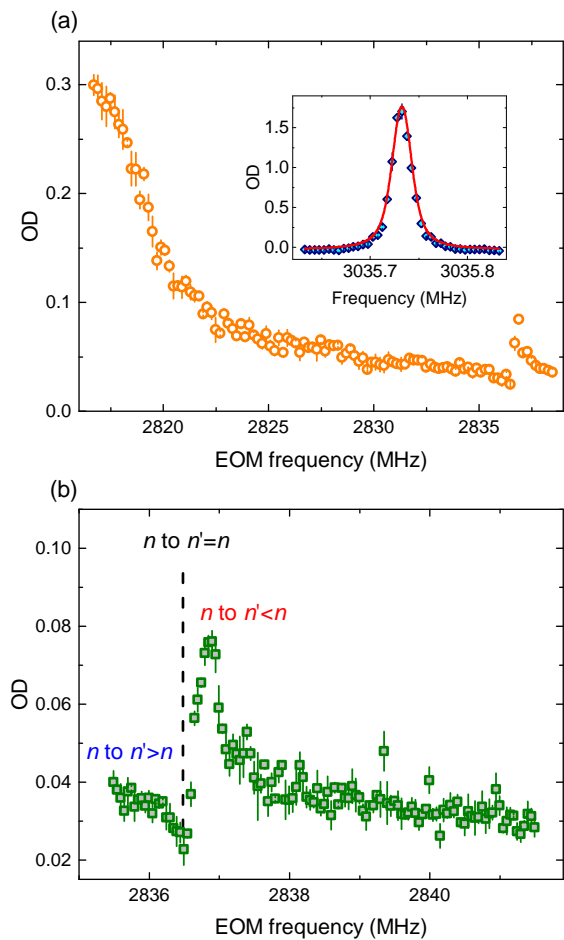 (a)
0.3
0.2
0.1
0.0
OD
2820
2825
2830
2835
EOM frequency (MHz)
1.5
1.0
0.5
0.0
OD
3035.7
3035.8
Frequency (MHz)
(b)
n to n'=n
n to n'<n
n to n'>n
0.10
0.08
0.06
0.04
0.02
OD
2836
2838
2840
EOM frequency (MHz)